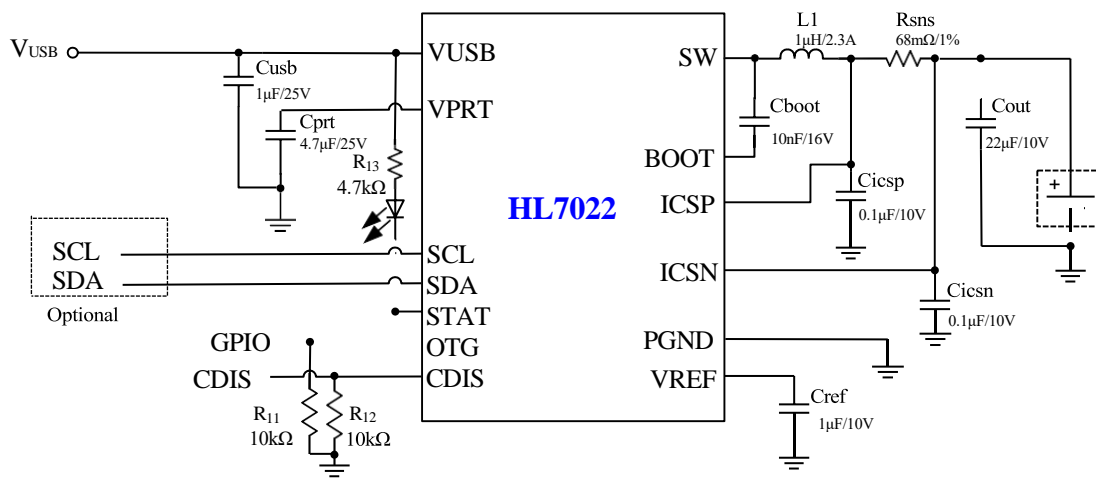 VUSB
Cusb
1μF/25V
Cprt
4.7μF/25V
R13
4.7kΩ
SCL
SDA
Optional
GPIO
CDIS
R11
10kΩ
R12
10kΩ
VUSB
VPRT
SCL
SDA
STAT
OTG
CDIS
HL7022
SW
BOOT
ICSP
ICSN
PGND
VREF
L1
1μH/2.3A
Rsns
68mΩ/1%
Cboot
10nF/16V
Cicsp
0.1μF/10V
Cout
22μF/10V
+
Cicsn
0.1μF/10V
Cref
1μF/10V